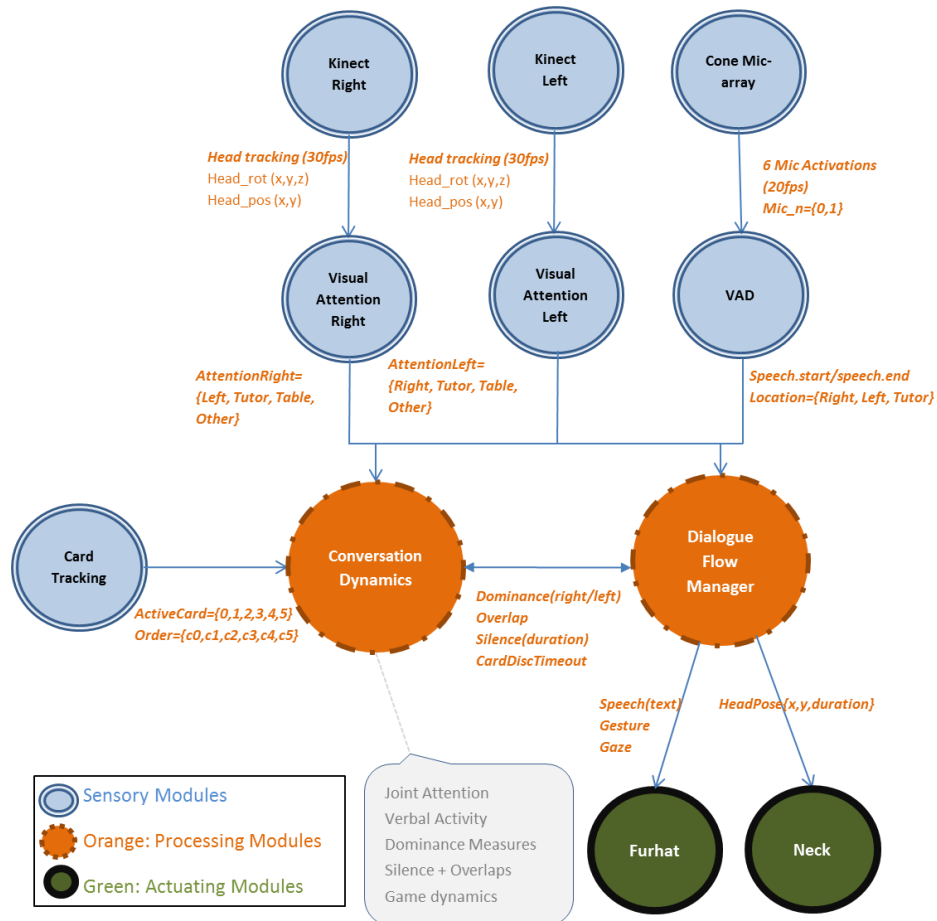 Kinect
Right
Kinect
Left
Cone Mic-
array
Head tracking (30fps)
Head_rot (x,y,z)
Head_pos (x,y)
Head tracking (30fps)
Head_rot (x,y,z)
Head_pos (x,y)
6 Mic Activations
(20fps)
Mic_n={0,1}
Visual
Attention
Right
Visual
Attention
Left
VAD
AttentionRight=
{Left, Tutor, Table,
Other}
AttentionLeft=
{Right, Tutor, Table,
Other}
Speech.start/speech.end
Location={Right, Left, Tutor}
Card
Tracking
Conversation
Dynamics
Dialogue
Flow
Manager
ActiveCard={0,1,2,3,4,5}
Order={c0,c1,c2,c3,c4,c5}
Dominance(right/left)
Overlap
Silence(duration)
CardDiscTimeout
Speech(text)
Gesture
Gaze
HeadPose{x,y,duration}
Sensory Modules
Orange: Processing Modules
Green: Actuating Modules
Joint Attention
Verbal Activity
Dominance Measures
Silence + Overlaps
Game dynamics
Furhat
Neck